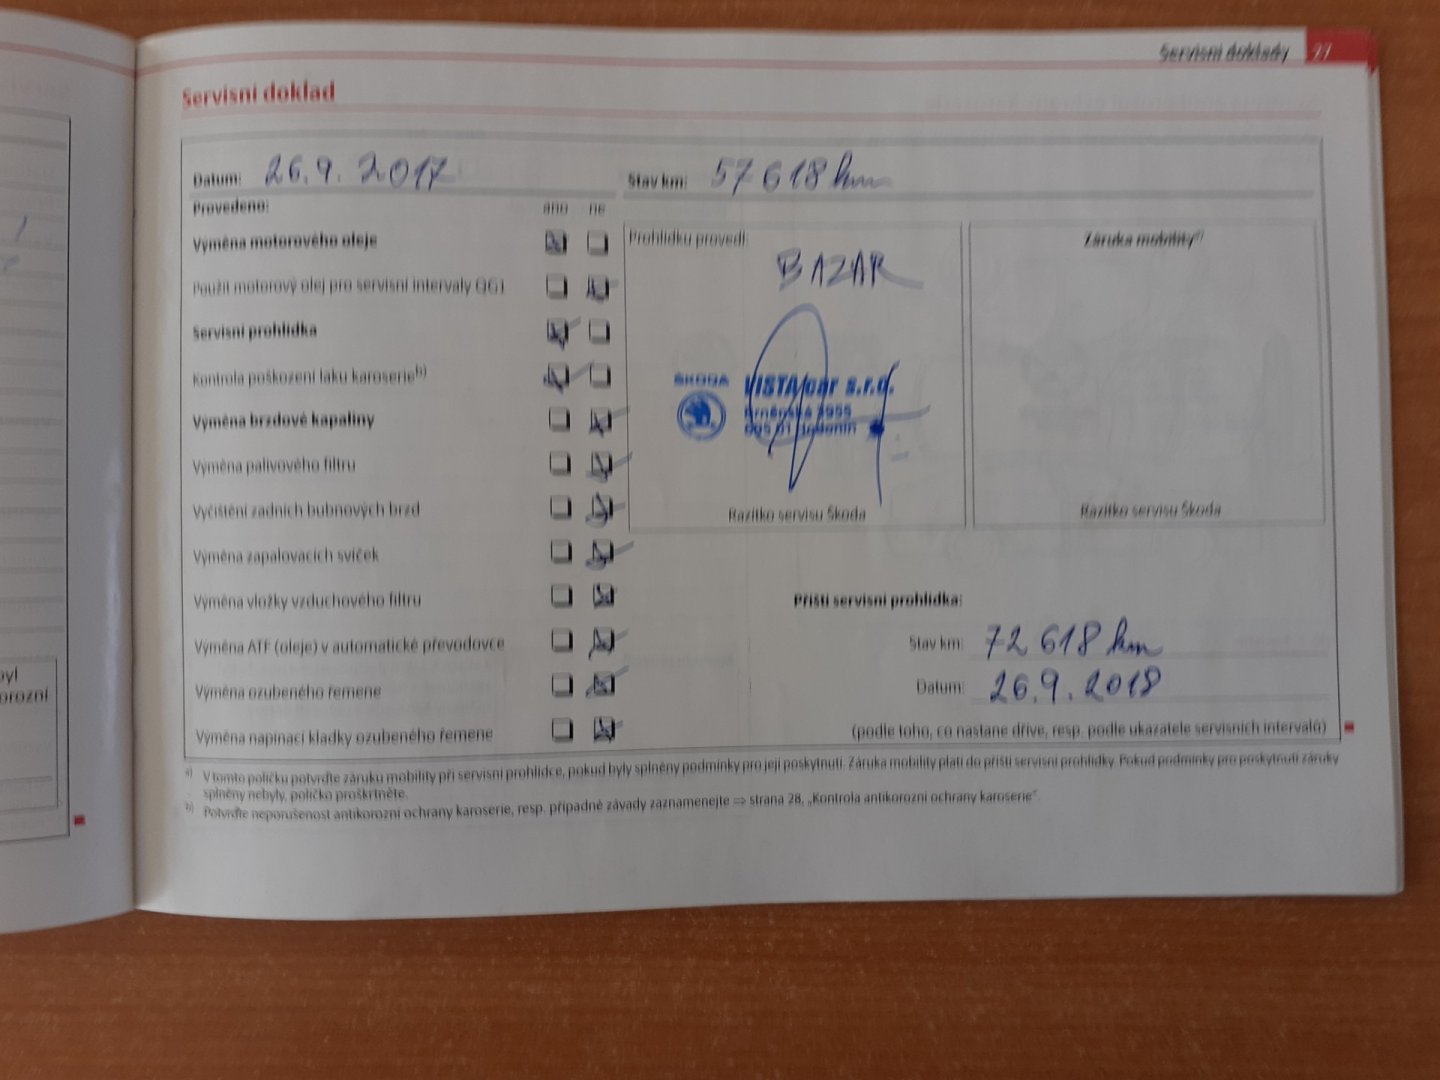 Servisní doklady 27
Servisní doklad
Datum: 26.9.2017 Stav km: 57 618 km
Provedeno: ano ne
Výměna motorového oleje
Použit motorový olej pro servisní intervaly QG1
Servisní prohlídka
Kontrola poškození laku karoserie b)
Výměna brzdové kapaliny
Výměna palivového filtru
Vyčištění zadních bubnových brzd
Výměna zapalovacích svíček
Výměna vložky vzduchového filtru
Výměna ATF (oleje) v automatické převodovce
Výměna ozubeného řemene
Výměna napínací kladky ozubeného řemene
Prohlídku provedl:
BAZAR
ŠKODA VISTA car s.r.o.
Brněnská 3955
695 01 Hodonín
Razítko servisu Škoda
Záruka mobility a)
Razítko servisu Škoda
Příští servisní prohlídka:
Stav km: 72 618 km
Datum: 26.9.2018
(podle toho, co nastane dříve, resp. podle ukazatele servisních intervalů)
a) V tomto políčku potvrďte záruku mobility při servisní prohlídce, pokud byly splněny podmínky pro její poskytnutí. Záruka mobility platí do příští servisní prohlídky. Pokud podmínky pro poskytnutí záruky
splněny nebyly, políčko proškrtněte.
b) Potvrďte neporušenost antikorozní ochrany karoserie, resp. případné závady zaznamenejte ⇒ strana 28, „Kontrola antikorozní ochrany karoserie“.
byl
orozní